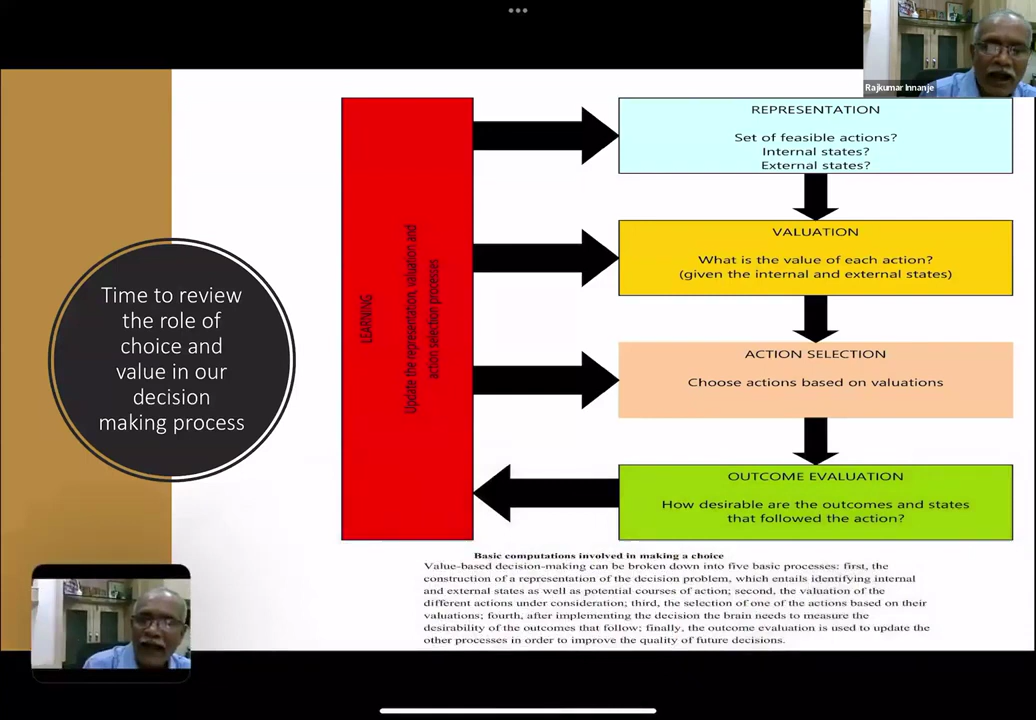 Rajkumar Innanje
Time to review
the role of
choice and
value in our
decision
making process
LEARNING
Update the representation, valuation and
action selection processes
REPRESENTATION
Set of feasible actions?
Internal states?
External states?
VALUATION
What is the value of each action?
(given the internal and external states)
ACTION SELECTION
Choose actions based on valuations
OUTCOME EVALUATION
How desirable are the outcomes and states
that followed the action?
Basic computations involved in making a choice
Value-based decision-making can be broken down into five basic processes: first, the
construction of a representation of the decision problem, which entails identifying internal
and external states as well as potential courses of action; second, the valuation of the
different actions under consideration; third, the selection of one of the actions based on their
valuations; fourth, after implementing the decision the brain needs to measure the
desirability of the outcomes that follow; finally, the outcome evaluation is used to update the
other processes in order to improve the quality of future decisions.